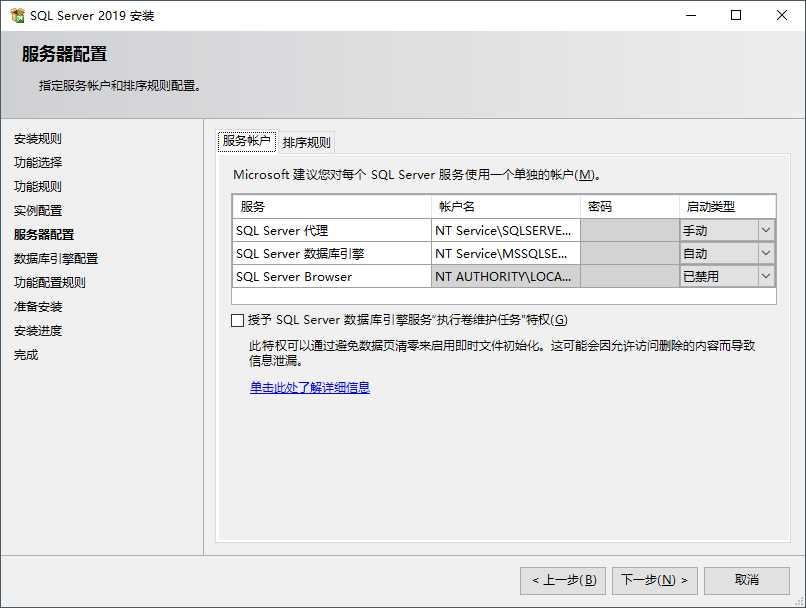 SQL Server 2019 安装
服务器配置
指定服务帐户和排序规则配置。
安装规则
功能选择
功能规则
实例配置
服务器配置
数据库引擎配置
功能配置规则
准备安装
安装进度
完成
服务帐户 排序规则
Microsoft 建议您对每个 SQL Server 服务使用一个单独的帐户(M)。
服务 帐户名 密码 启动类型
SQL Server 代理 NT Service\SQLSERVE... 手动
SQL Server 数据库引擎 NT Service\MSSQLSE... 自动
SQL Server Browser NT AUTHORITY\LOCA... 已禁用
授予 SQL Server 数据库引擎服务“执行卷维护任务”特权(G)
此特权可以通过避免数据页清零来启用即时文件初始化。这可能会因允许访问删除的内容而导致
信息泄漏。
单击此处了解详细信息
< 上一步(B) 下一步(N) > 取消